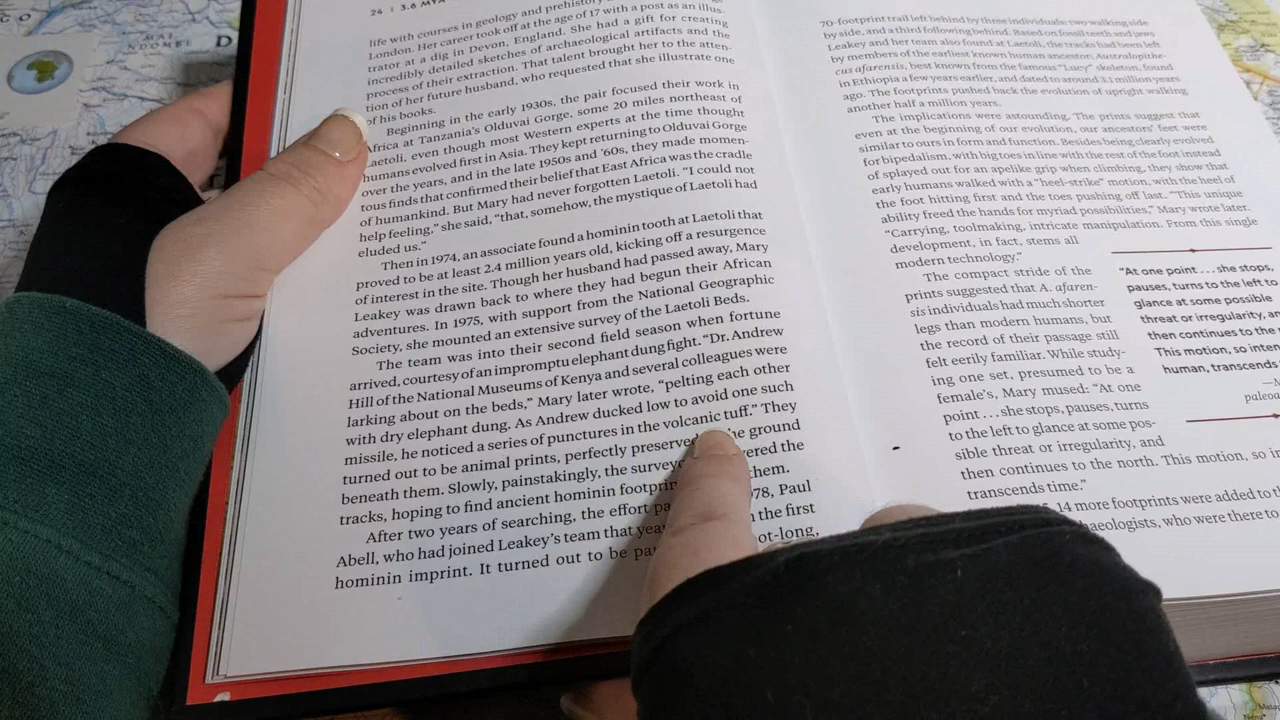 24 | 3.6 MYA
life with courses in geology and prehistory
London. Her career took off at the age of 17 with a post as an illus-
trator at a dig in Devon, England. She had a gift for creating
incredibly detailed sketches of archaeological artifacts and the
process of their extraction. That talent brought her to the atten-
tion of her future husband, who requested that she illustrate one
of his books.
Beginning in the early 1930s, the pair focused their work in
Africa at Tanzania's Olduvai Gorge, some 20 miles northeast of
Laetoli, even though most Western experts at the time thought
humans evolved first in Asia. They kept returning to Olduvai Gorge
over the years, and in the late 1950s and '60s, they made momen-
tous finds that confirmed their belief that East Africa was the cradle
of humankind. But Mary had never forgotten Laetoli. "I could not
help feeling," she said, "that, somehow, the mystique of Laetoli had
eluded us."
Then in 1974, an associate found a hominin tooth at Laetoli that
proved to be at least 2.4 million years old, kicking off a resurgence
of interest in the site. Though her husband had passed away, Mary
Leakey was drawn back to where they had begun their African
adventures. In 1975, with support from the National Geographic
Society, she mounted an extensive survey of the Laetoli Beds.
The team was into their second field season when fortune
arrived, courtesy of an impromptu elephant dung fight. "Dr. Andrew
Hill of the National Museums of Kenya and several colleagues were
larking about on the beds," Mary later wrote, "pelting each other
with dry elephant dung. As Andrew ducked low to avoid one such
missile, he noticed a series of punctures in the volcanic tuff." They
turned out to be animal prints, perfectly preserved the ground
beneath them. Slowly, painstakingly, the the
tracks, hoping to find ancient hominin them.
After two years of searching, the effort Paul
Abell, who had joined Leakey's team that the first
hominin imprint. It turned out to be ot-long,
70-footprint trail left behind by three individuals: two walking side
by side, and a third following behind. Based on fossil teeth and jaws
Leakey and her team also found at Laetoli, the tracks had been left
by members of the earliest known human ancestor. Australopithe-
cus afarensis, best known from the famous "Lucy" skeleton, found
in Ethiopia a few years earlier, and dated to around 3.1 million years
ago. The footprints pushed back the evolution of upright walking
another half a million years.
The implications were astounding. The prints suggest that
even at the beginning of our evolution, our ancestors' feet were
similar to ours in form and function. Besides being clearly evolved
for bipedalism, with big toes in line with the rest of the foot instead
of splayed out for an apelike grip when climbing, they show that
early humans walked with a "heel-strike" motion, with the heel of
the foot hitting first and the toes pushing off last. "This unique
ability freed the hands for myriad possibilities," Mary wrote later.
"Carrying, toolmaking, intricate manipulation. From this single
development, in fact, stems all
modern technology."
The compact stride of the
prints suggested that A. afaren-
sis individuals had much shorter
legs than modern humans, but
the record of their passage still
felt eerily familiar. While study-
ing one set, presumed to be a
female's, Mary mused: "At one
point...she stops, pauses, turns
to the left to glance at some pos-
sible threat or irregularity, and
then continues to the north. This motion, so in
transcends time."
14 more footprints were added to th
haeologists, who were there to
"At one point...she stops,
pauses, turns to the left to
glance at some possible
threat or irregularity, an
then continues to the
This motion, so inten
human, transcends
paleoa